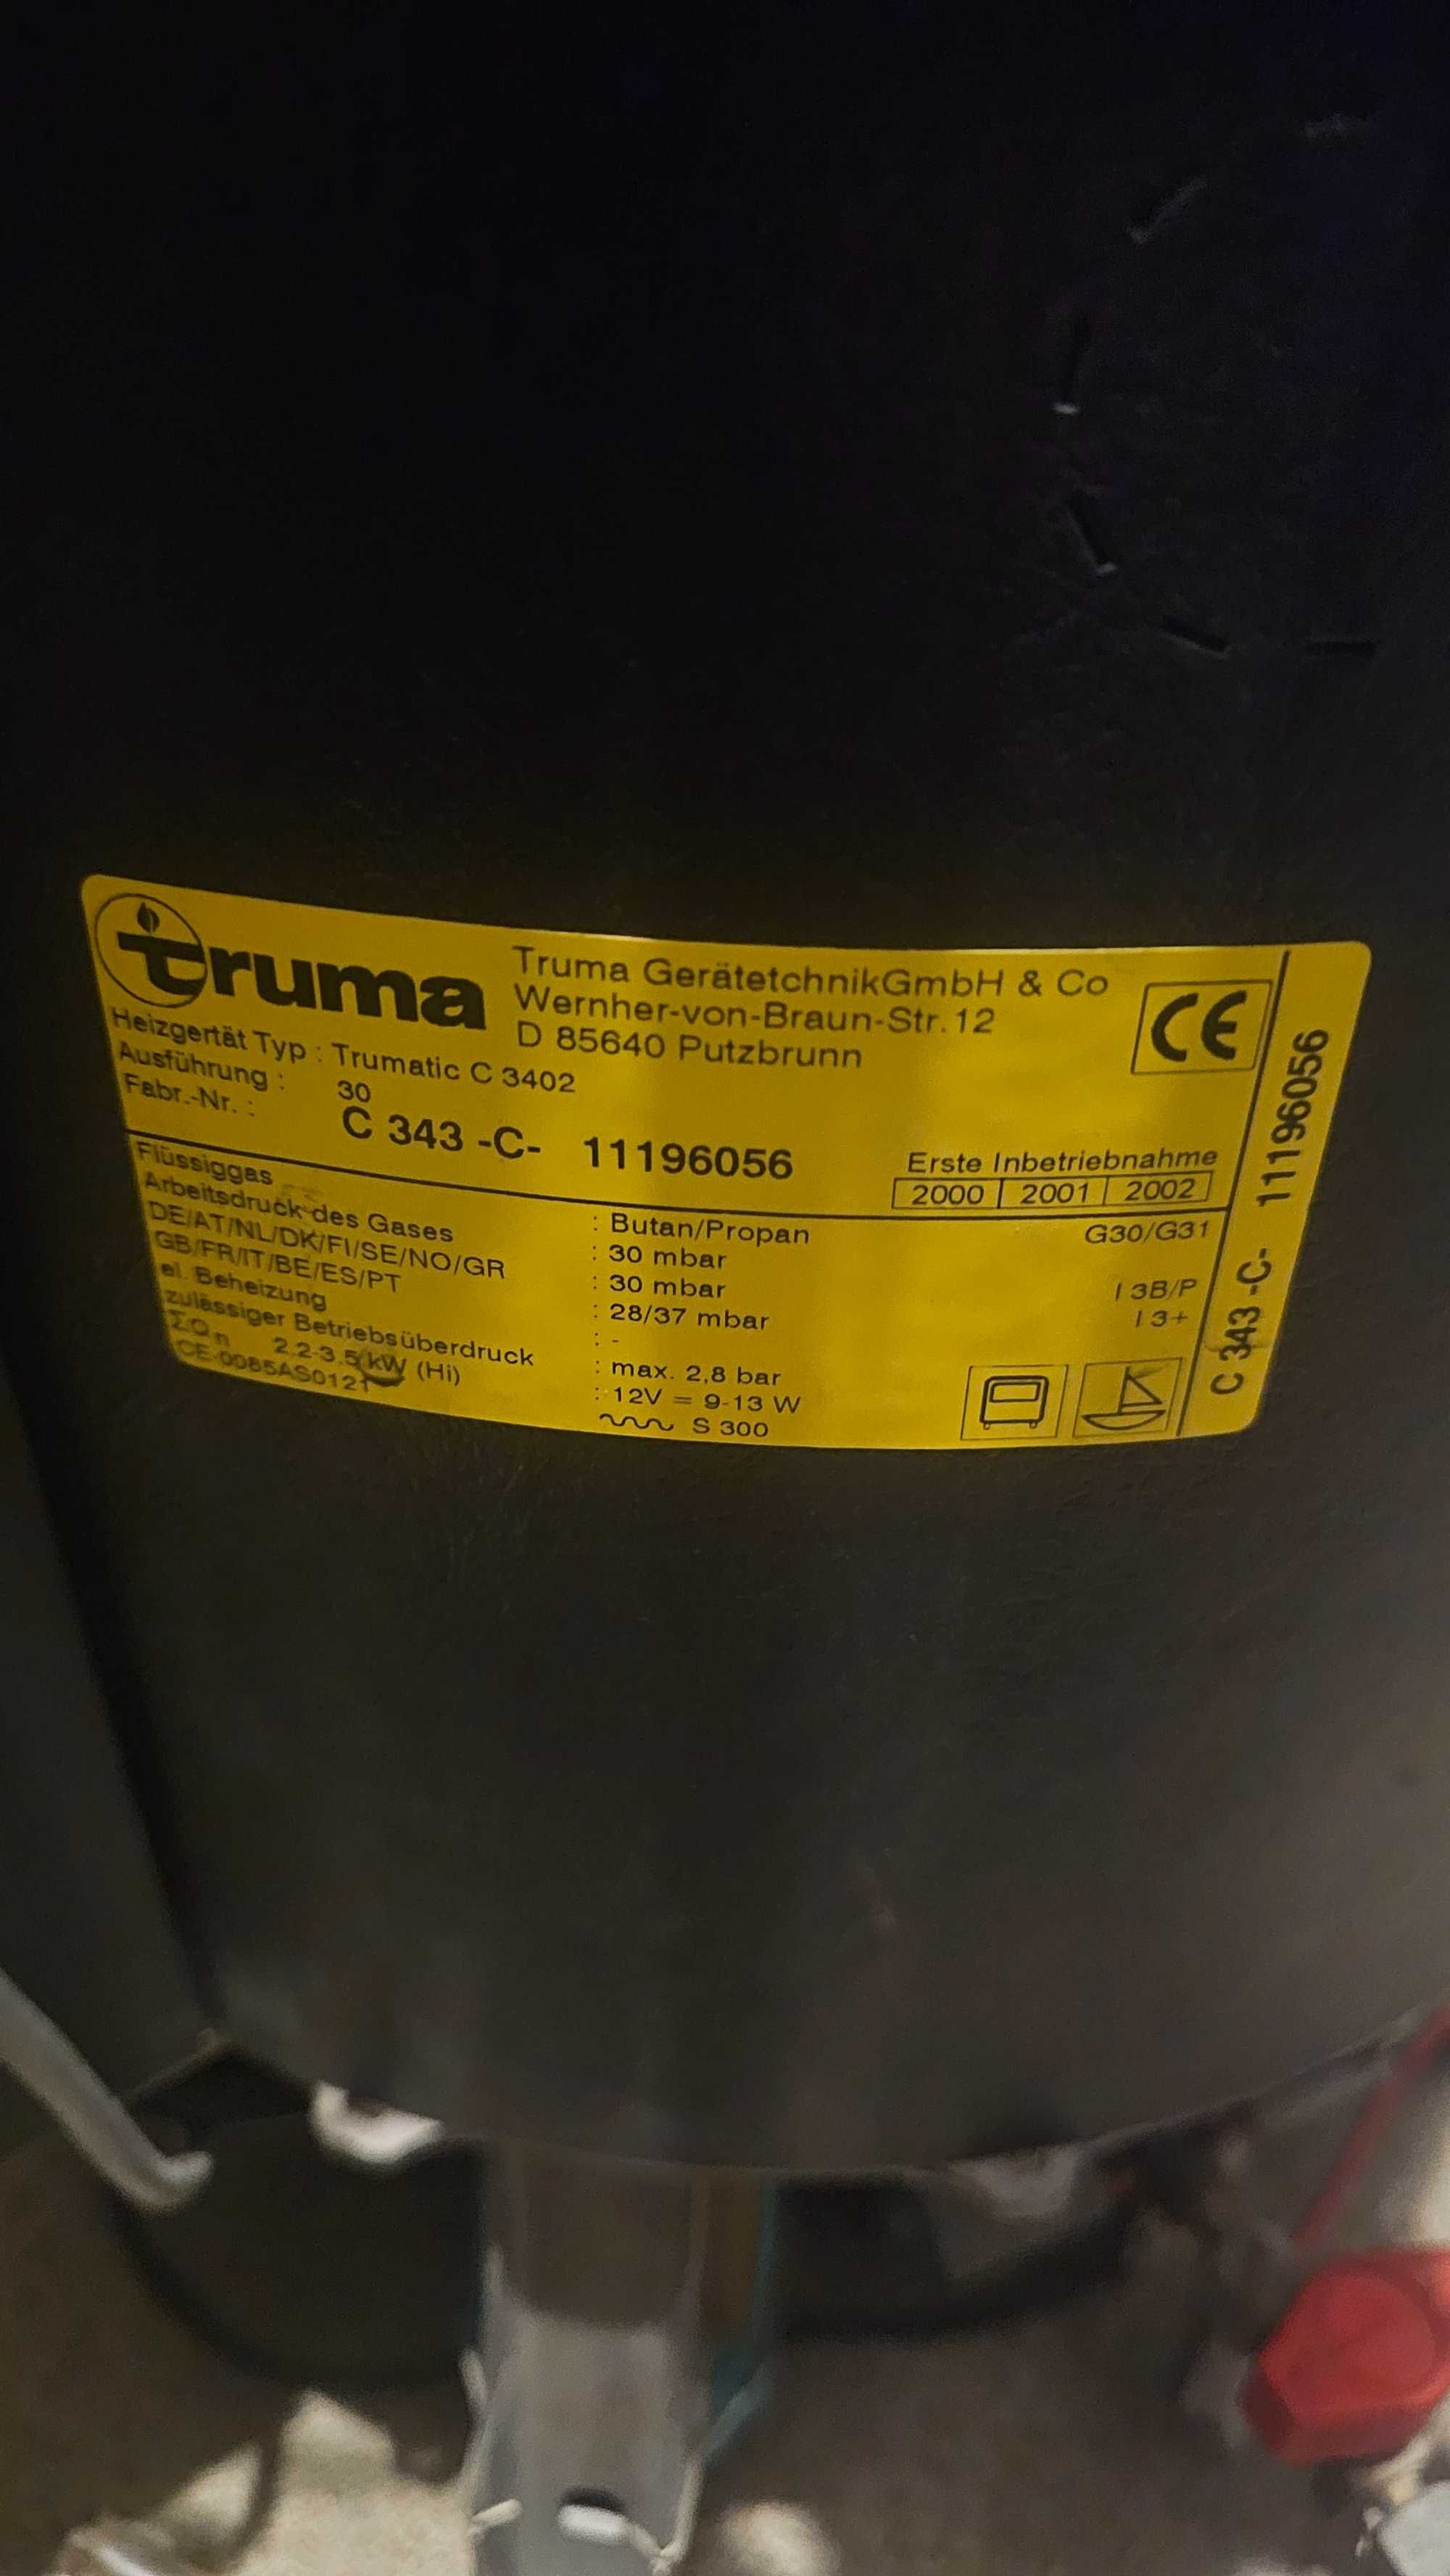 truma
Truma GerätetchnikGmbH & Co
Wernher-von-Braun-Str.12
D 85640 Putzbrunn
CE
Heizgertät Typ : Trumatic C 3402
Ausführung : 30
Fabr.-Nr. : C 343 -C- 11196056
Erste Inbetriebnahme
2000 2001 2002
Flüssiggas : Butan/Propan G30/G31
Arbeitsdruck des Gases : 30 mbar
DE/AT/NL/DK/FI/SE/NO/GR : 30 mbar I 3B/P
GB/FR/IT/BE/ES/PT : 28/37 mbar I 3+
el. Beheizung : -
zulässiger Betriebsüberdruck : max. 2,8 bar
ΣQn 2.2-3.5 kW (Hi) : 12V = 9-13 W
CE 0085AS0121 S 300
C 343 -C- 11196056